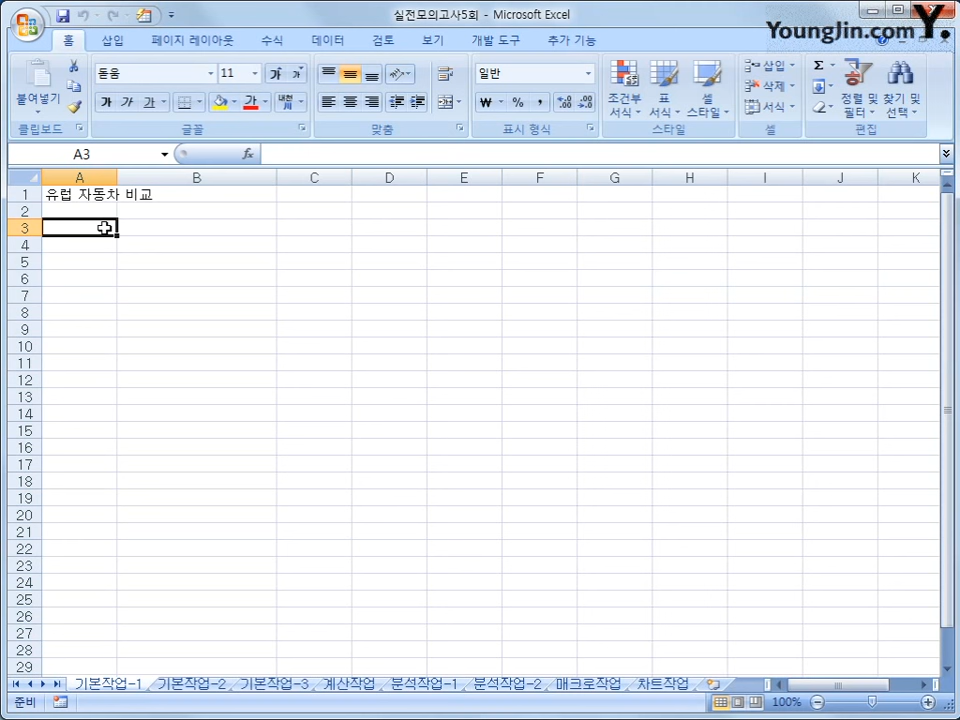 실전모의고사5회 - Microsoft Excel
YoungJin.com Y.
홈 삽입 페이지 레이아웃 수식 데이터 검토 보기 개발 도구 추가 기능
붙여넣기
돋움 11
가 가 가 가 가 가 내천
일반
₩ % ,
조건부 서식
표 서식
셀 스타일
삽입
삭제
서식
Σ
정렬 및 필터
찾기 및 선택
클립보드 글꼴 맞춤 표시 형식 스타일 셀 편집
A3 fx
A B C D E F G H I J K
1 유럽 자동차 비교
2
3
4
5
6
7
8
9
10
11
12
13
14
15
16
17
18
19
20
21
22
23
24
25
26
27
28
29
기본작업-1 기본작업-2 기본작업-3 계산작업 분석작업-1 분석작업-2 매크로작업 차트작업
준비 100%